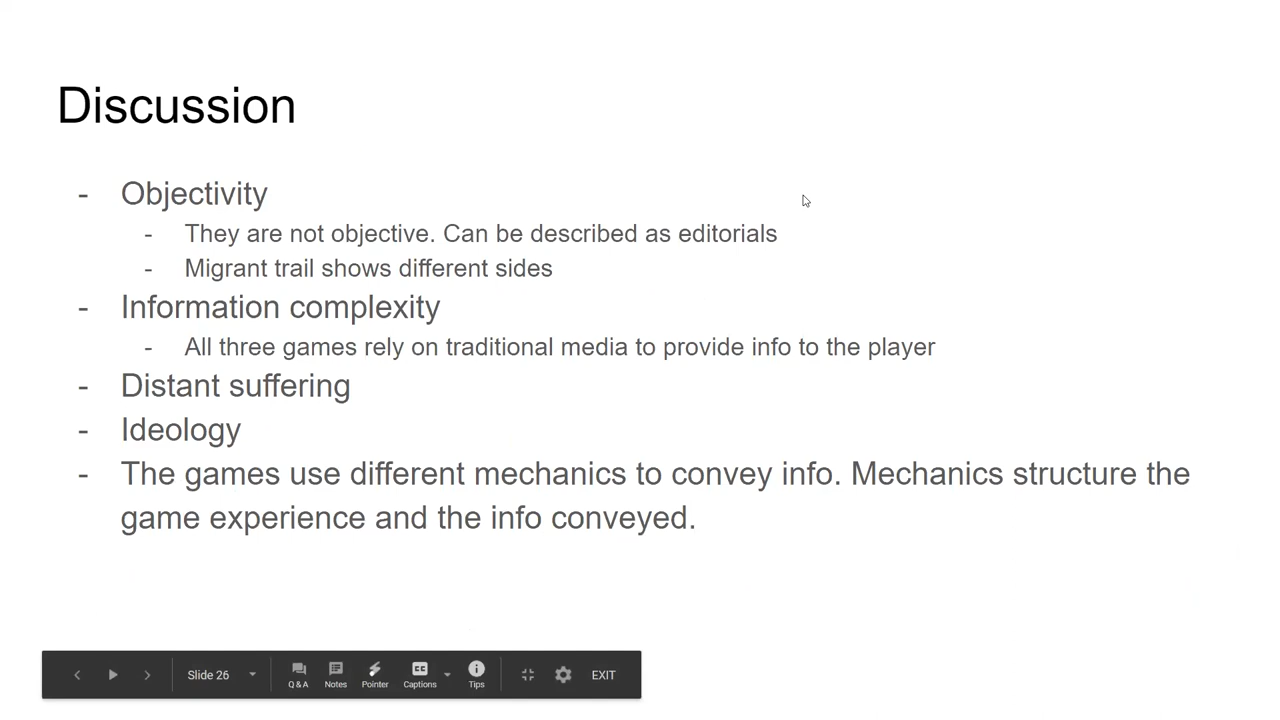 Discussion
- Objectivity
- They are not objective. Can be described as editorials
- Migrant trail shows different sides
- Information complexity
- All three games rely on traditional media to provide info to the player
- Distant suffering
- Ideology
- The games use different mechanics to convey info. Mechanics structure the
game experience and the info conveyed.
Slide 26 Q & A Notes Pointer CC Captions Tips EXIT